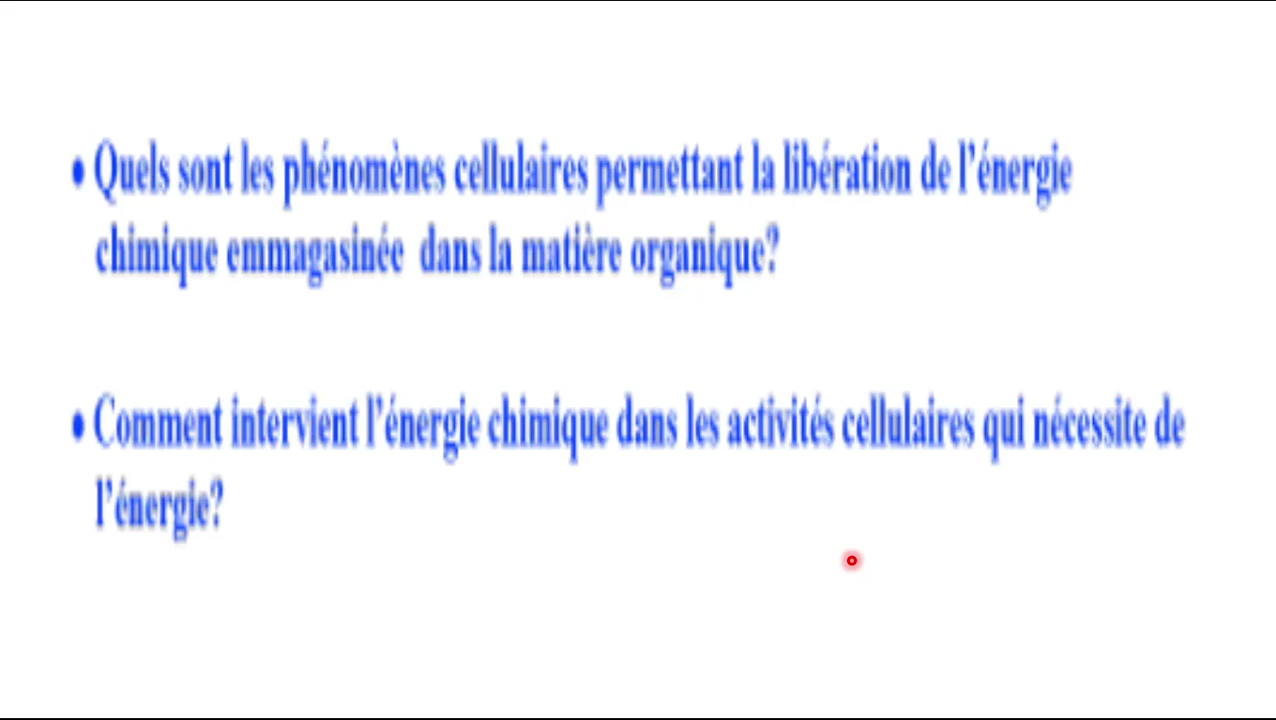 • Quels sont les phénomènes cellulaires permettant la libération de l’énergie
chimique emmagasinée dans la matière organique?
• Comment intervient l’énergie chimique dans les activités cellulaires qui nécessite de
l’énergie?